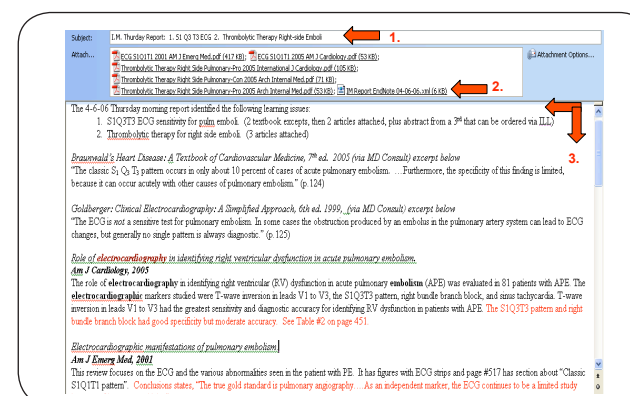 Subject: I.M. Thurday Report: 1. S1 Q3 T3 ECG 2. Thrombolytic Therapy Right-side Emboli
1.
Attach... ECG S1Q1T1 2001 AM J Emerg Med.pdf (417 KB); ECG S1Q1T1 2005 AM J Cardiology.pdf (53 KB);
Attachment Options...
Thrombolytic Therapy Right Side Pulmonary-Pro 2005 International J Cardology.pdf (105 KB);
Thrombolytic Therapy Right Side Pulmonary-Con 2005 Arch Internal Med.pdf (71 KB);
Thrombolytic Therapy Right Side Pulmonary-Pro 2005 Arch Internal Med.pdf (53 KB); IM Report EndNote 04-06-06.xml (6 KB)
2.
The 4-6-06 Thursday morning report identified the following learning issues:
1. S1Q3T3 ECG sensitivity for pulm emboli. (2 textbook excerpts, then 2 articles attached, plus abstract from a 3rd that can be ordered via ILL)
2. Thrombolytic therapy for right side emboli. (3 articles attached)
3.
Braunwald's Heart Disease: A Textbook of Cardiovascular Medicine, 7th ed. 2005 (via MD Consult) excerpt below
“The classic S1 Q3 T3 pattern occurs in only about 10 percent of cases of acute pulmonary embolism. …Furthermore, the specificity of this finding is limited,
because it can occur acutely with other causes of pulmonary embolism.” (p.124)
Goldberger: Clinical Electrocardiography: A Simplified Approach, 6th ed. 1999, (via MD Consult) excerpt below
“The ECG is not a sensitive test for pulmonary embolism. In some cases the obstruction produced by an embolus in the pulmonary artery system can lead to ECG
changes, but generally no single pattern is always diagnostic.” (p.125)
Role of electrocardiography in identifying right ventricular dysfunction in acute pulmonary embolism.
Am J Cardiology, 2005
The role of electrocardiography in identifying right ventricular (RV) dysfunction in acute pulmonary embolism (APE) was evaluated in 81 patients with APE. The
electrocardiographic markers studied were T-wave inversion in leads V1 to V3, the S1Q3T3 pattern, right bundle branch block, and sinus tachycardia. T-wave
inversion in leads V1 to V3 had the greatest sensitivity and diagnostic accuracy for identifying RV dysfunction in patients with APE. The S1Q3T3 pattern and right
bundle branch block had good specificity but moderate accuracy. See Table #2 on page 451.
Electrocardiographic manifestations of pulmonary embolism
Am J Emerg Med, 2001
This review focuses on the ECG and the various abnormalities seen in the patient with PE. It has figures with ECG strips and page #517 has section about “Classic
S1Q1T1 pattern”. Conclusions states, “The true gold standard is pulmonary angiography….As an independent marker, the ECG continues to be a limited study